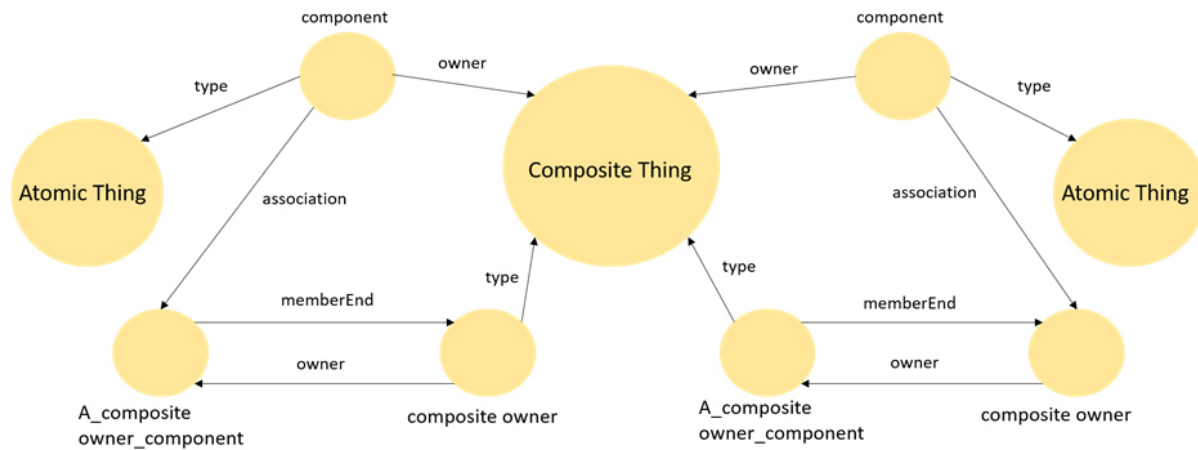 component
component
owner
owner
type
type
Composite Thing
Atomic Thing
Atomic Thing
association
association
type
type
memberEnd
memberEnd
owner
owner
A_composite
owner_component
composite owner
A_composite
owner_component
composite owner